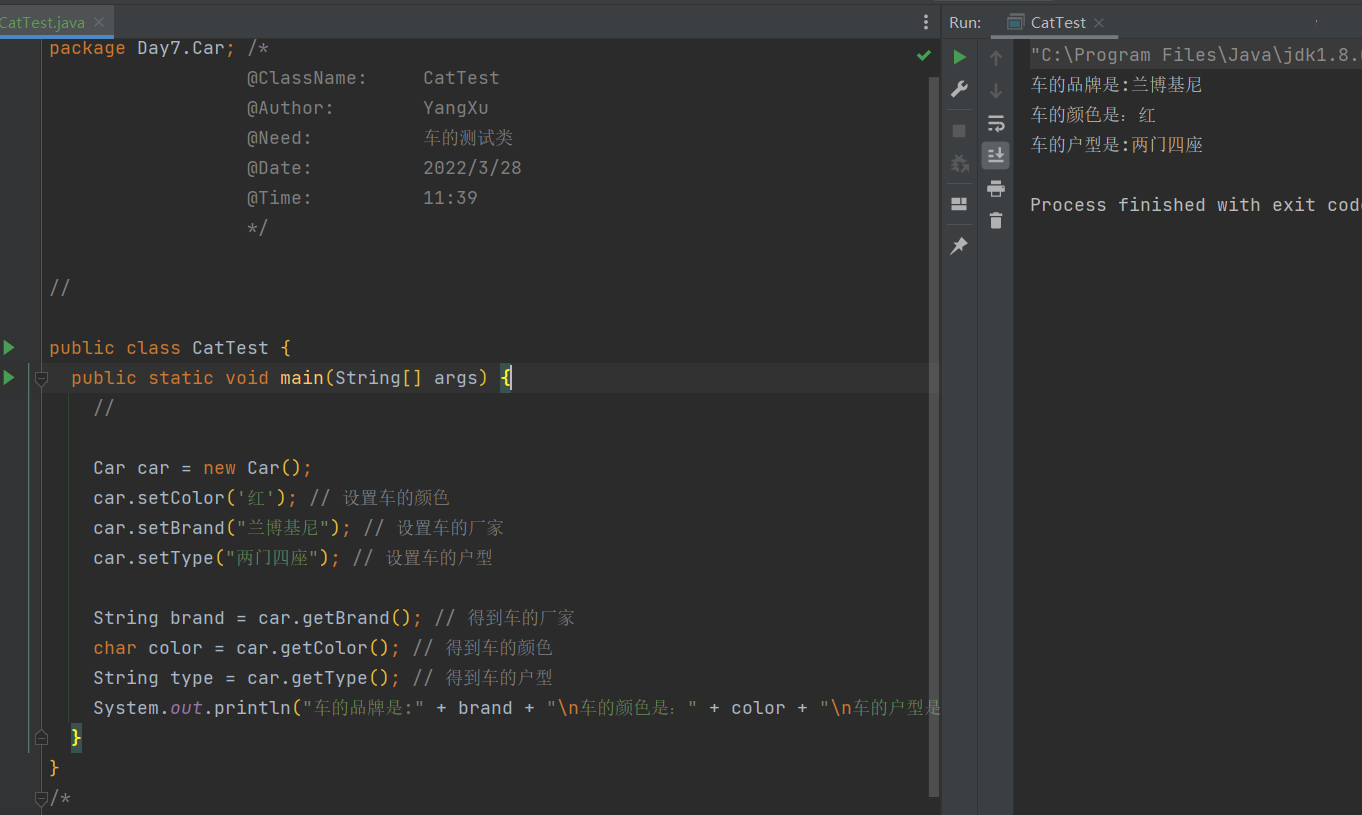 CatTest.java
package Day7.Car; /*
@ClassName: CatTest
@Author: YangXu
@Need: 车的测试类
@Date: 2022/3/28
@Time: 11:39
*/
//
public class CatTest {
public static void main(String[] args) {
//
Car car = new Car();
car.setColor('红'); // 设置车的颜色
car.setBrand("兰博基尼"); // 设置车的厂家
car.setType("两门四座"); // 设置车的户型
String brand = car.getBrand(); // 得到车的厂家
char color = car.getColor(); // 得到车的颜色
String type = car.getType(); // 得到车的户型
System.out.println("车的品牌是:" + brand + "\n车的颜色是：" + color + "\n车的户型是
}
}
/*
Run: CatTest
"C:\Program Files\Java\jdk1.8.
车的品牌是:兰博基尼
车的颜色是：红
车的户型是:两门四座
Process finished with exit code